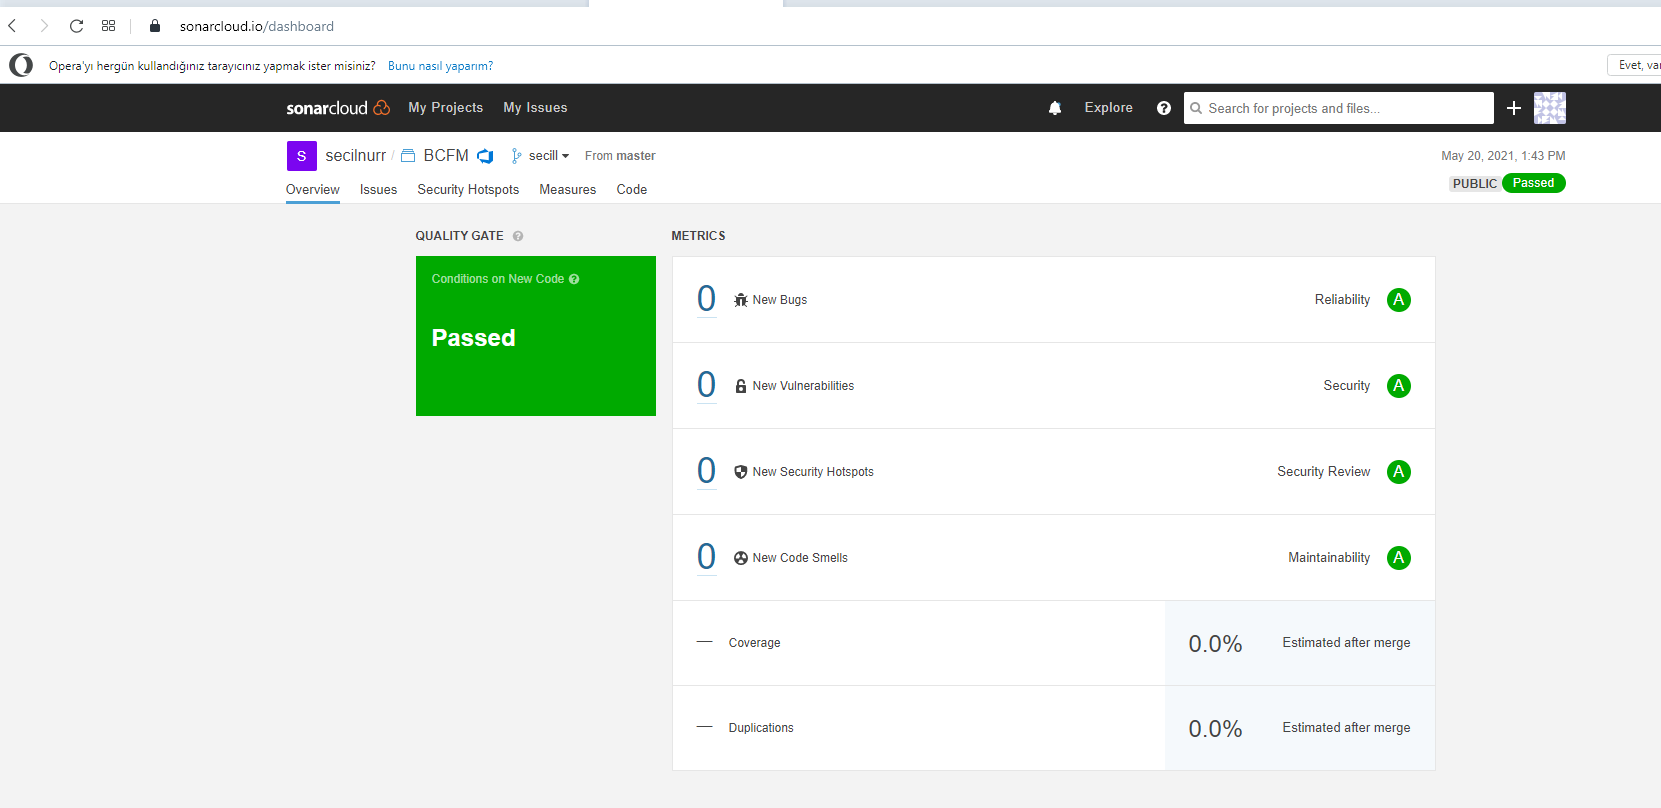 sonarcloud.io/dashboard
Opera'yı hergün kullandığınız tarayıcınız yapmak ister misiniz? Bunu nasıl yaparım? Evet, var
sonarcloud My Projects My Issues Explore Search for projects and files...
S secilnurr / BCFM secill From master May 20, 2021, 1:43 PM
PUBLIC Passed
Overview Issues Security Hotspots Measures Code
QUALITY GATE METRICS
Conditions on New Code
Passed
0 New Bugs Reliability A
0 New Vulnerabilities Security A
0 New Security Hotspots Security Review A
0 New Code Smells Maintainability A
— Coverage 0.0% Estimated after merge
— Duplications 0.0% Estimated after merge